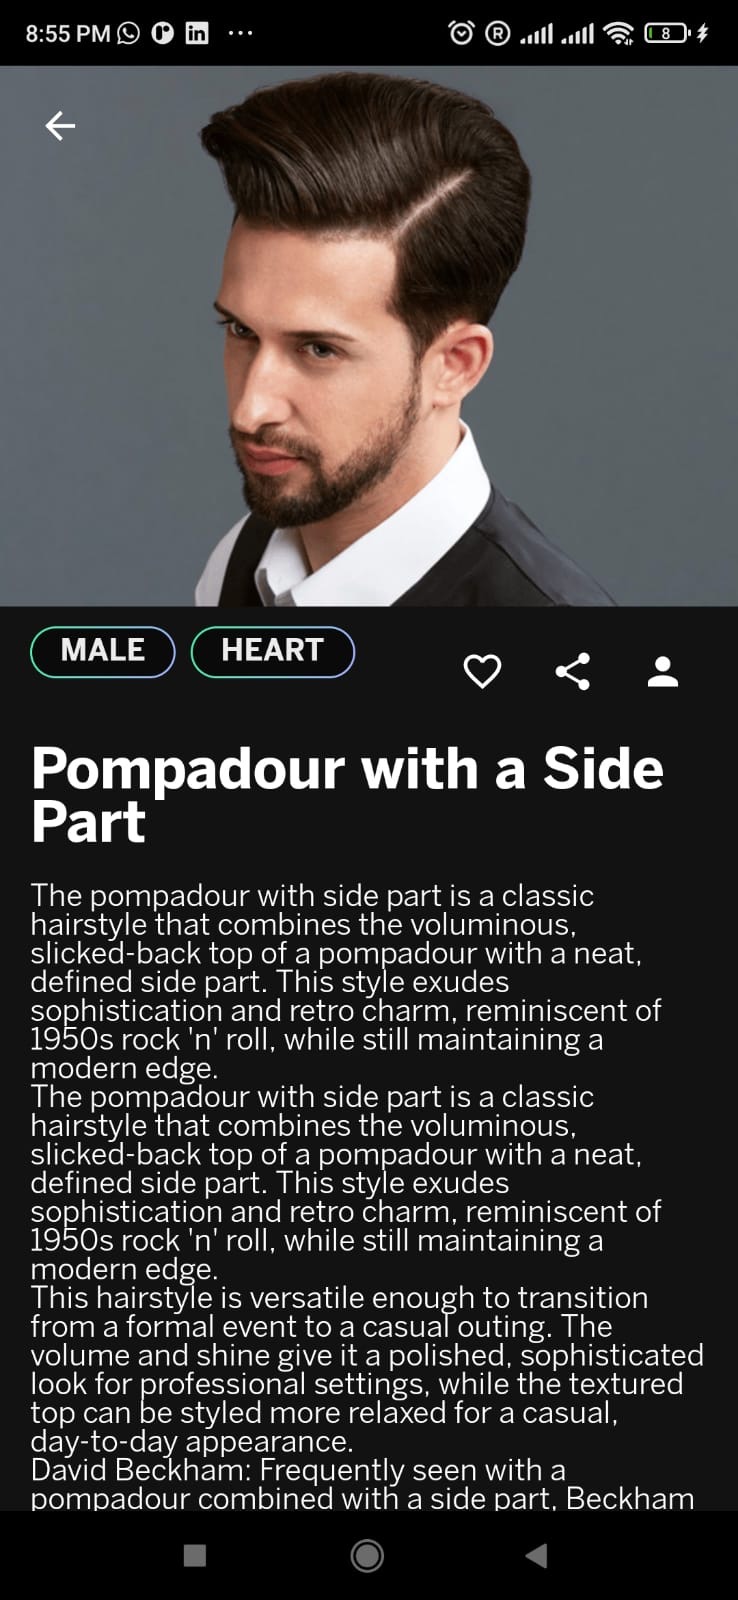 8:55 PM
R
8
MALE HEART
Pompadour with a Side
Part
The pompadour with side part is a classic
hairstyle that combines the voluminous,
slicked-back top of a pompadour with a neat,
defined side part. This style exudes
sophistication and retro charm, reminiscent of
1950s rock 'n' roll, while still maintaining a
modern edge.
The pompadour with side part is a classic
hairstyle that combines the voluminous,
slicked-back top of a pompadour with a neat,
defined side part. This style exudes
sophistication and retro charm, reminiscent of
1950s rock 'n' roll, while still maintaining a
modern edge.
This hairstyle is versatile enough to transition
from a formal event to a casual outing. The
volume and shine give it a polished, sophisticated
look for professional settings, while the textured
top can be styled more relaxed for a casual,
day-to-day appearance.
David Beckham: Frequently seen with a
pompadour combined with a side part, Beckham